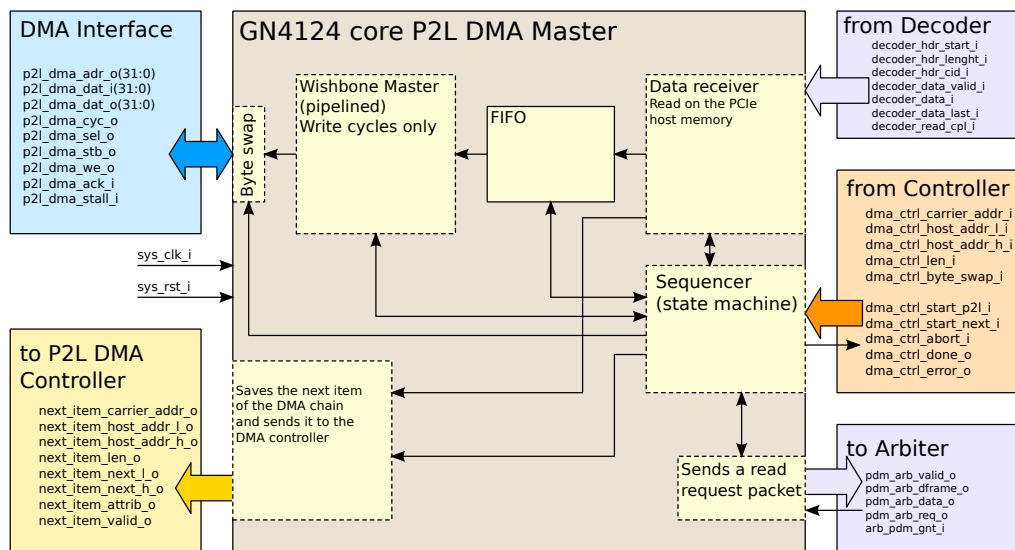 DMA Interface
p2l_dma_adr_o(31:0)
p2l_dma_dat_i(31:0)
p2l_dma_dat_o(31:0)
p2l_dma_cyc_o
p2l_dma_sel_o
p2l_dma_stb_o
p2l_dma_we_o
p2l_dma_ack_i
p2l_dma_stall_i
sys_clk_i
sys_rst_i
to P2L DMA
Controller
next_item_carrier_addr_o
next_item_host_addr_l_o
next_item_host_addr_h_o
next_item_len_o
next_item_next_l_o
next_item_next_h_o
next_item_attrib_o
next_item_valid_o
GN4124 core P2L DMA Master
Byte swap
Wishbone Master
(pipelined)
Write cycles only
FIFO
Data receiver
Read on the PCIe
host memory
Sequencer
(state machine)
Saves the next item
of the DMA chain
and sends it to the
DMA controller
Sends a read
request packet
from Decoder
decoder_hdr_start_i
decoder_hdr_lenght_i
decoder_hdr_cid_i
decoder_data_valid_i
decoder_data_i
decoder_data_last_i
decoder_read_cpl_i
from Controller
dma_ctrl_carrier_addr_i
dma_ctrl_host_addr_l_i
dma_ctrl_host_addr_h_i
dma_ctrl_len_i
dma_ctrl_byte_swap_i
dma_ctrl_start_p2l_i
dma_ctrl_start_next_i
dma_ctrl_abort_i
dma_ctrl_done_o
dma_ctrl_error_o
to Arbiter
pdm_arb_valid_o
pdm_arb_dframe_o
pdm_arb_data_o
pdm_arb_req_o
arb_pdm_gnt_i